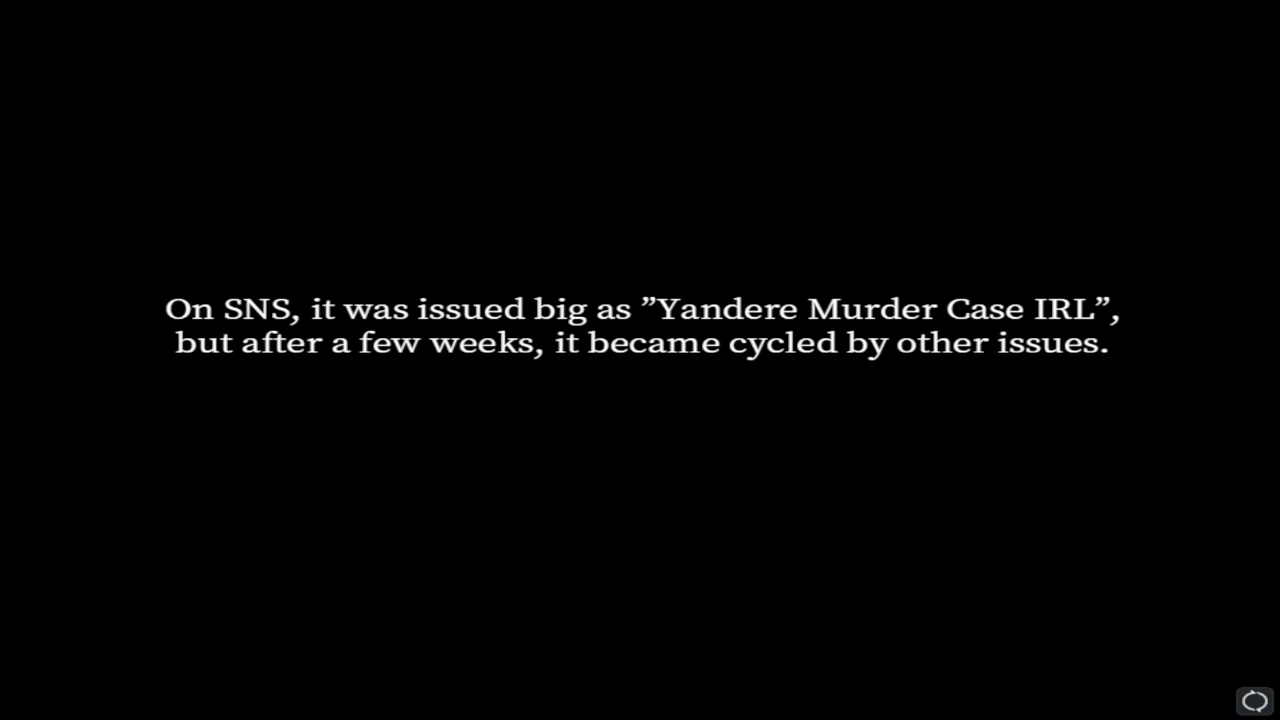 On SNS, it was issued big as ”Yandere Murder Case IRL”,
but after a few weeks, it became cycled by other issues.